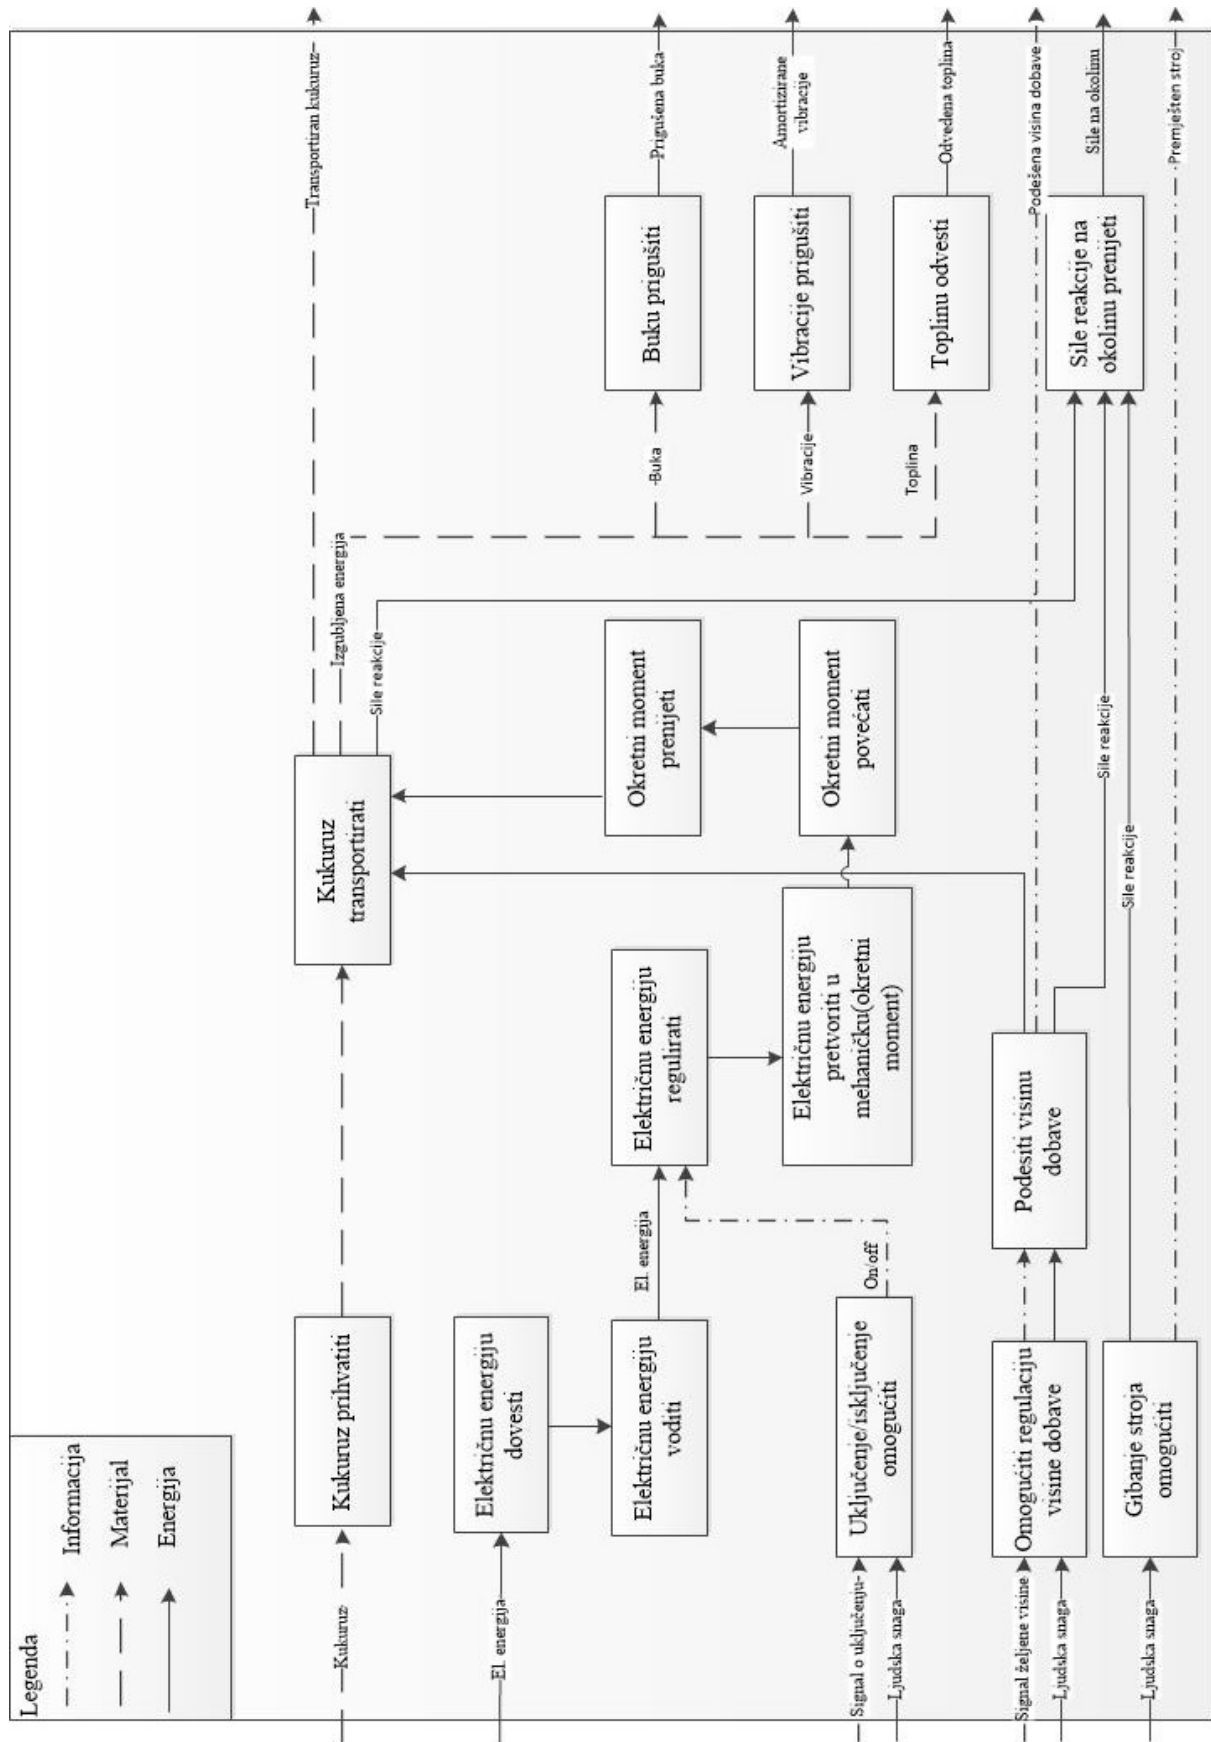 Legenda
Informacija
Materijal
Energija
Kukuruz
Kukuruz prihvatiti
Kukuruz
transportirati
Transportiran kukuruz
Izgubljena energija
Sile reakcije
El. energija
Električnu energiju
dovesti
Električnu energiju
voditi
El. energija
Električnu energiju
regulirati
Električnu energiju
pretvoriti u
mehaničku(okretni
moment)
Okretni moment
povećati
Okretni moment
prenijeti
Buka
Buku prigušiti
Prigušena buka
Vibracije
Vibracije prigušiti
Amortizirane
vibracije
Toplina
Toplinu odvesti
Odvedena toplina
Signal o uključenju
Ljudska snaga
Uključenje/isključenje
omogućiti
On/off
Signal željene visine
Ljudska snaga
Omogućiti regulaciju
visine dobave
Podesiti visinu
dobave
Podešena visina dobave
Sile reakcije
Sile reakcije na
okolinu prenijeti
Sile na okolinu
Ljudska snaga
Gibanje stroja
omogućiti
Sile reakcije
Premješten stroj